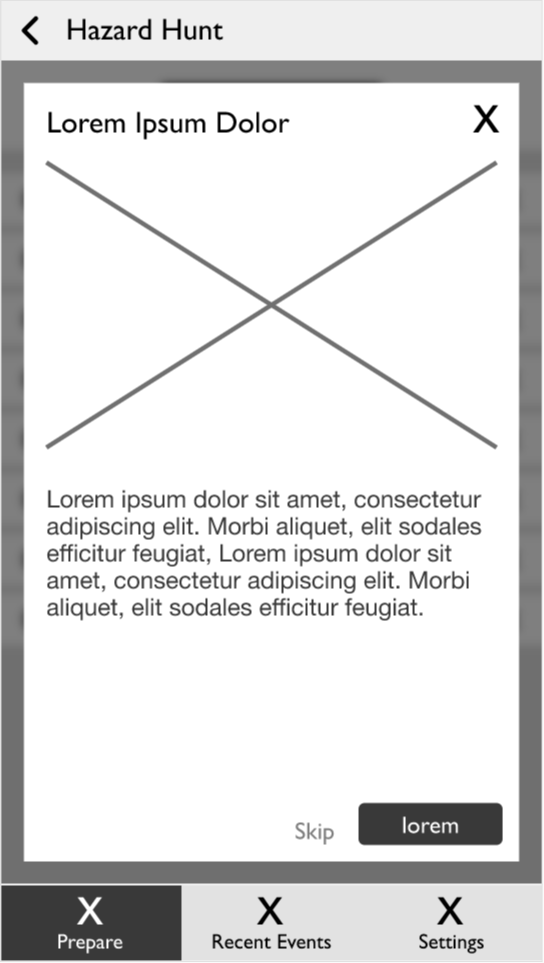 Hazard Hunt
Lorem Ipsum Dolor
X
Lorem ipsum dolor sit amet, consectetur
adipiscing elit. Morbi aliquet, elit sodales
efficitur feugiat, Lorem ipsum dolor sit
amet, consectetur adipiscing elit. Morbi
aliquet, elit sodales efficitur feugiat.
Skip
lorem
X
Prepare
X
Recent Events
X
Settings